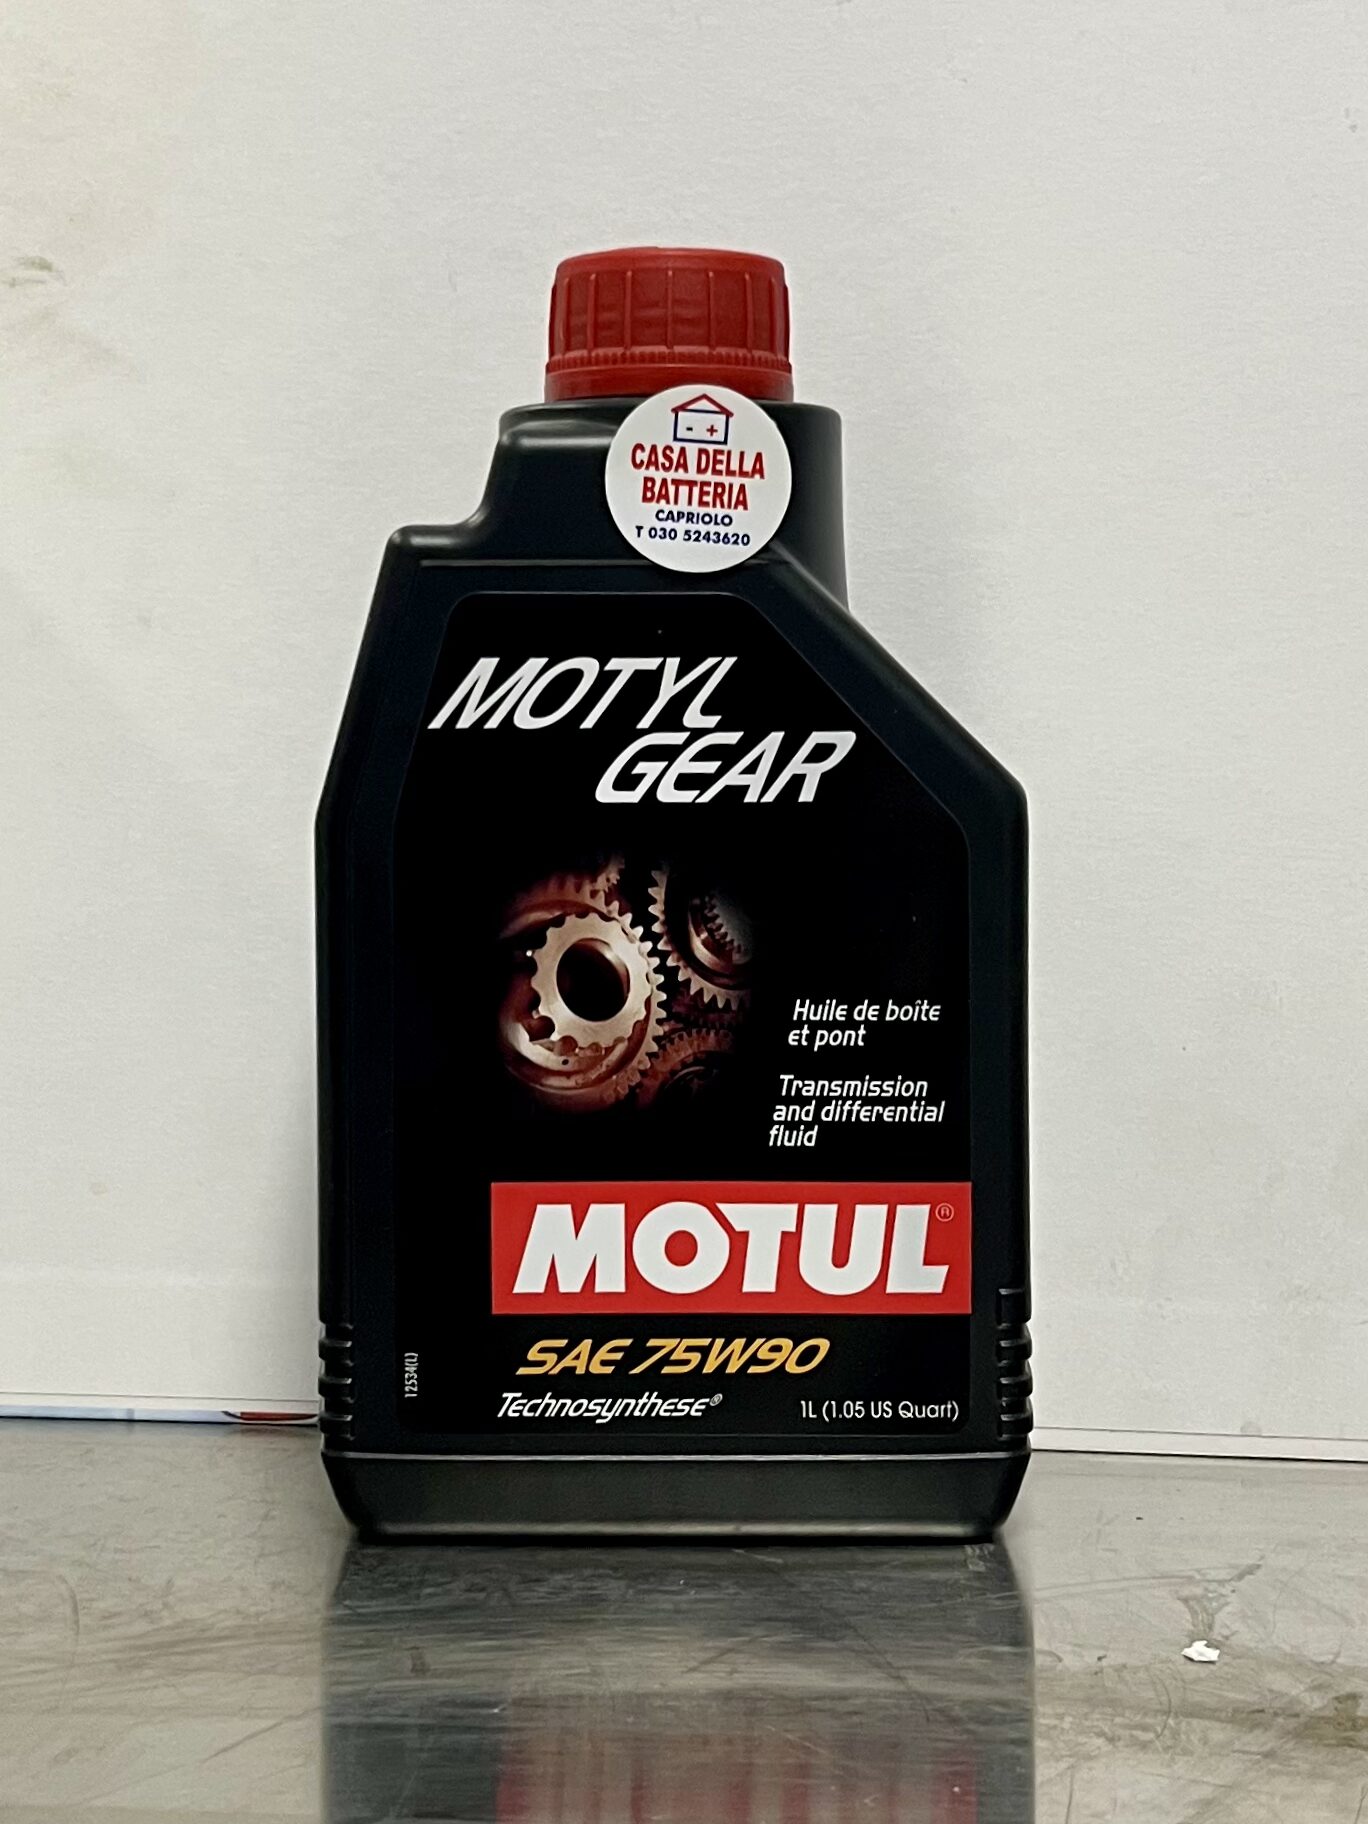 - +
CASA DELLA
BATTERIA
CAPRIOLO
T 030 5243620
MOTYL
GEAR
Huile de boîte
et pont
Transmission
and differential
fluid
MOTUL®
SAE 75W90
12534(L)
Technosynthese®
1L (1.05 US Quart)